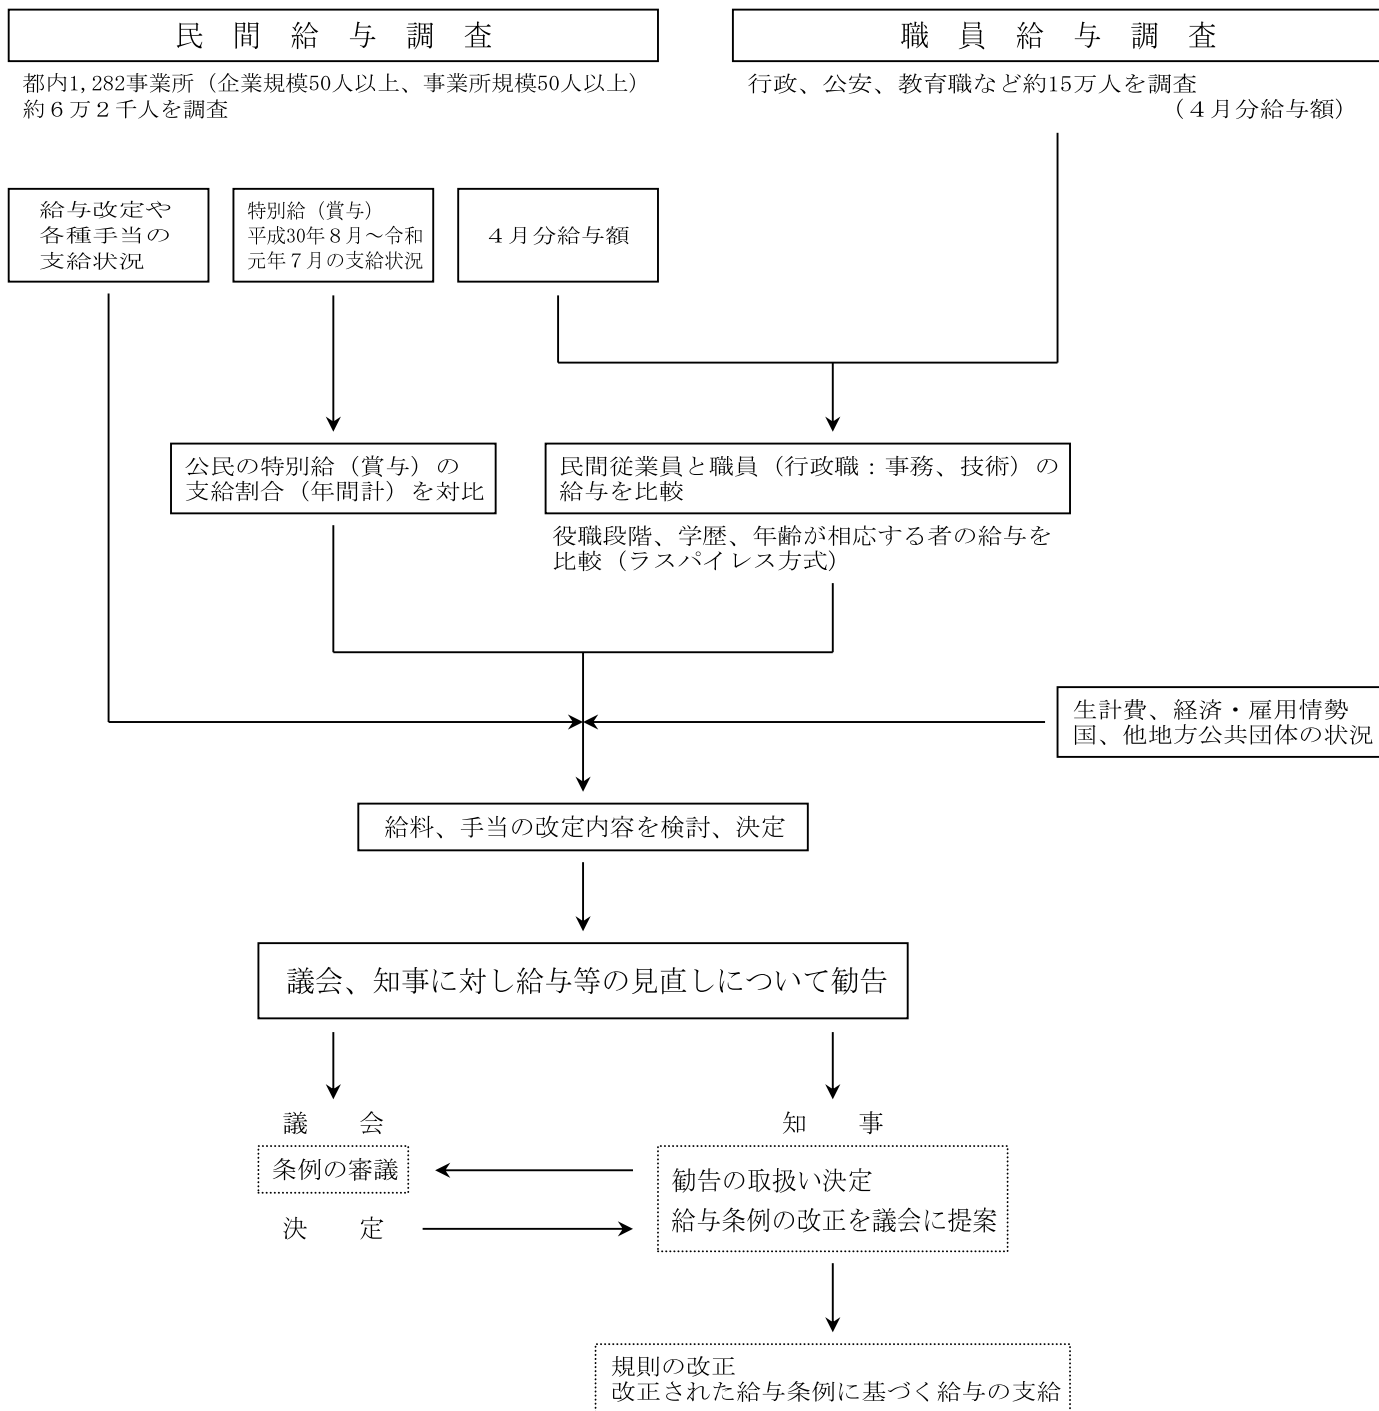 民　間　給　与　調　査
都内1,282事業所（企業規模50人以上、事業所規模50人以上）
約６万２千人を調査
職　員　給　与　調　査
行政、公安、教育職など約15万人を調査
（４月分給与額）
給与改定や
各種手当の
支給状況
特別給（賞与）
平成30年８月～令和
元年７月の支給状況
４月分給与額
公民の特別給（賞与）の
支給割合（年間計）を対比
民間従業員と職員（行政職：事務、技術）の
給与を比較
役職段階、学歴、年齢が相応する者の給与を
比較（ラスパイレス方式）
生計費、経済・雇用情勢
国、他地方公共団体の状況
給料、手当の改定内容を検討、決定
議会、知事に対し給与等の見直しについて勧告
議　　会
条例の審議
決　　定
知　　事
勧告の取扱い決定
給与条例の改正を議会に提案
規則の改正
改正された給与条例に基づく給与の支給